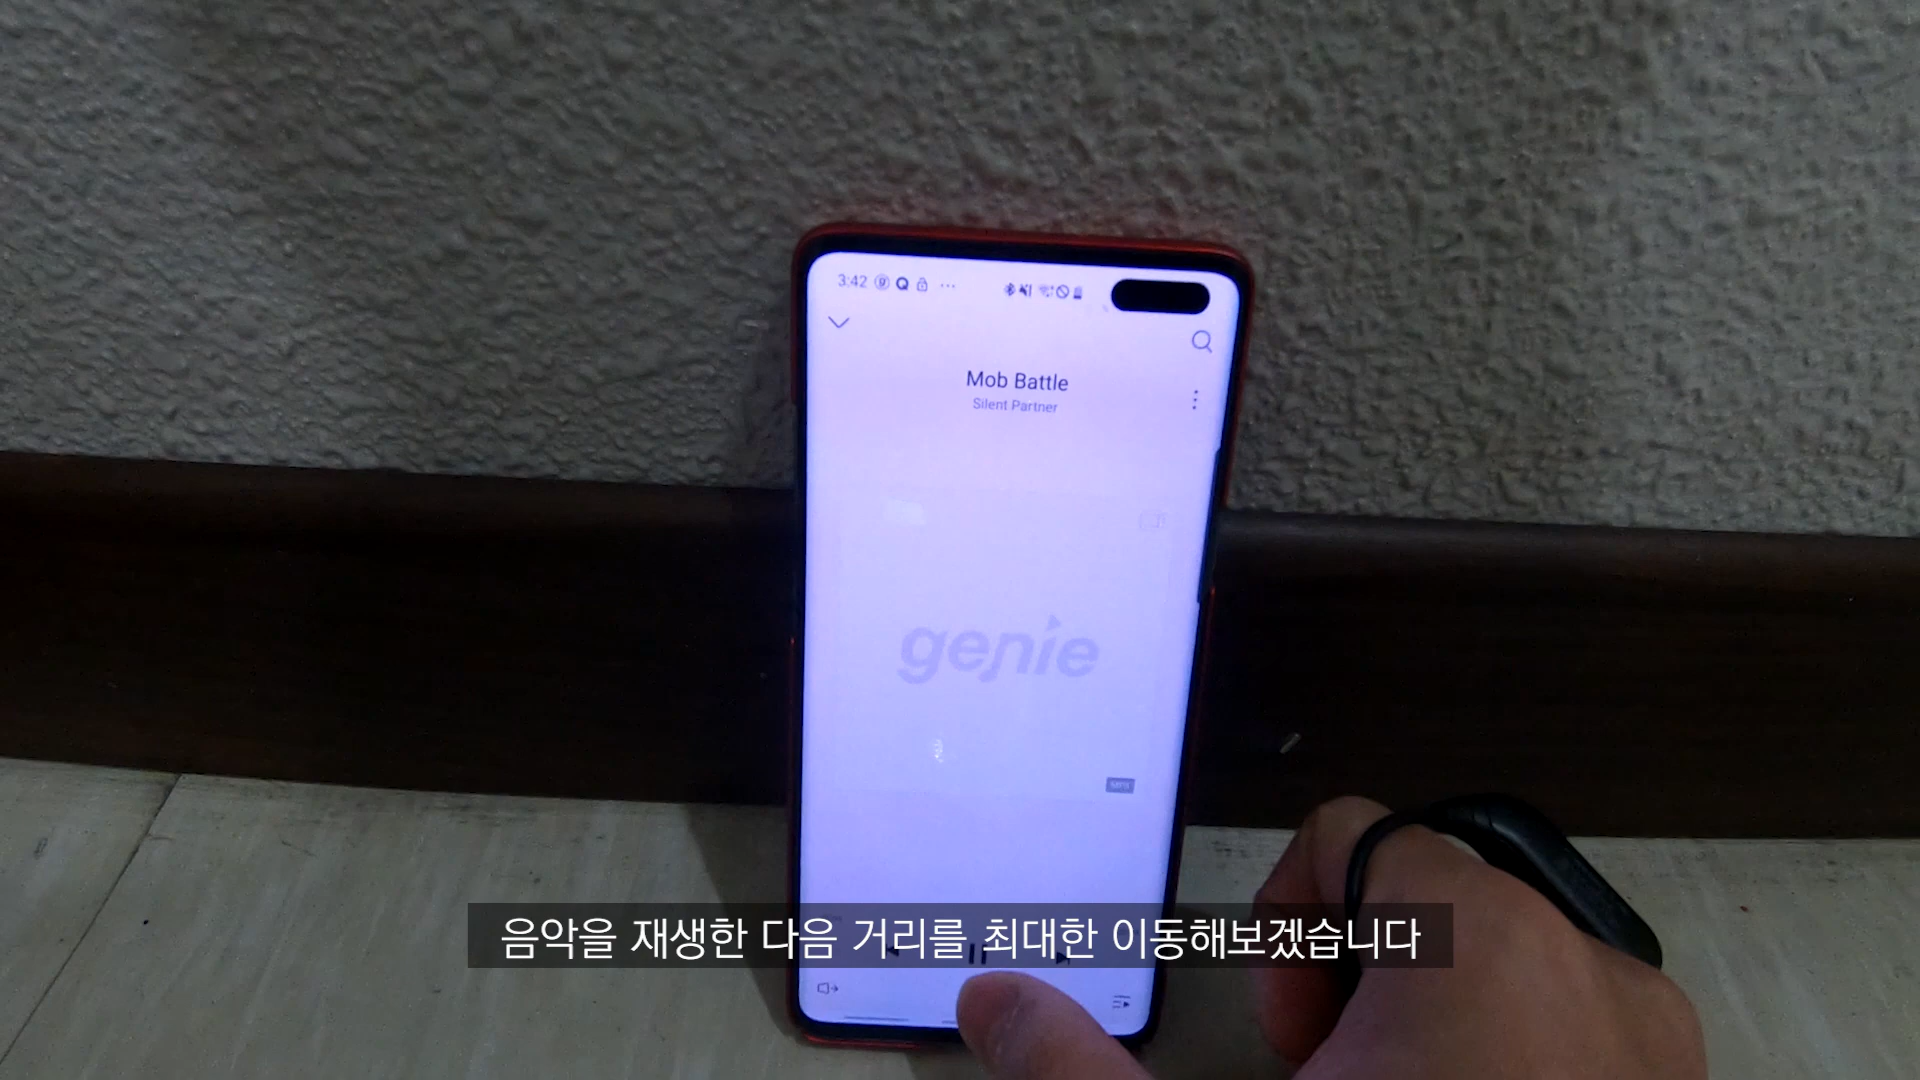 3:42
Mob Battle
Silent Partner
genie
MP3
음악을 재생한 다음 거리를 최대한 이동해보겠습니다